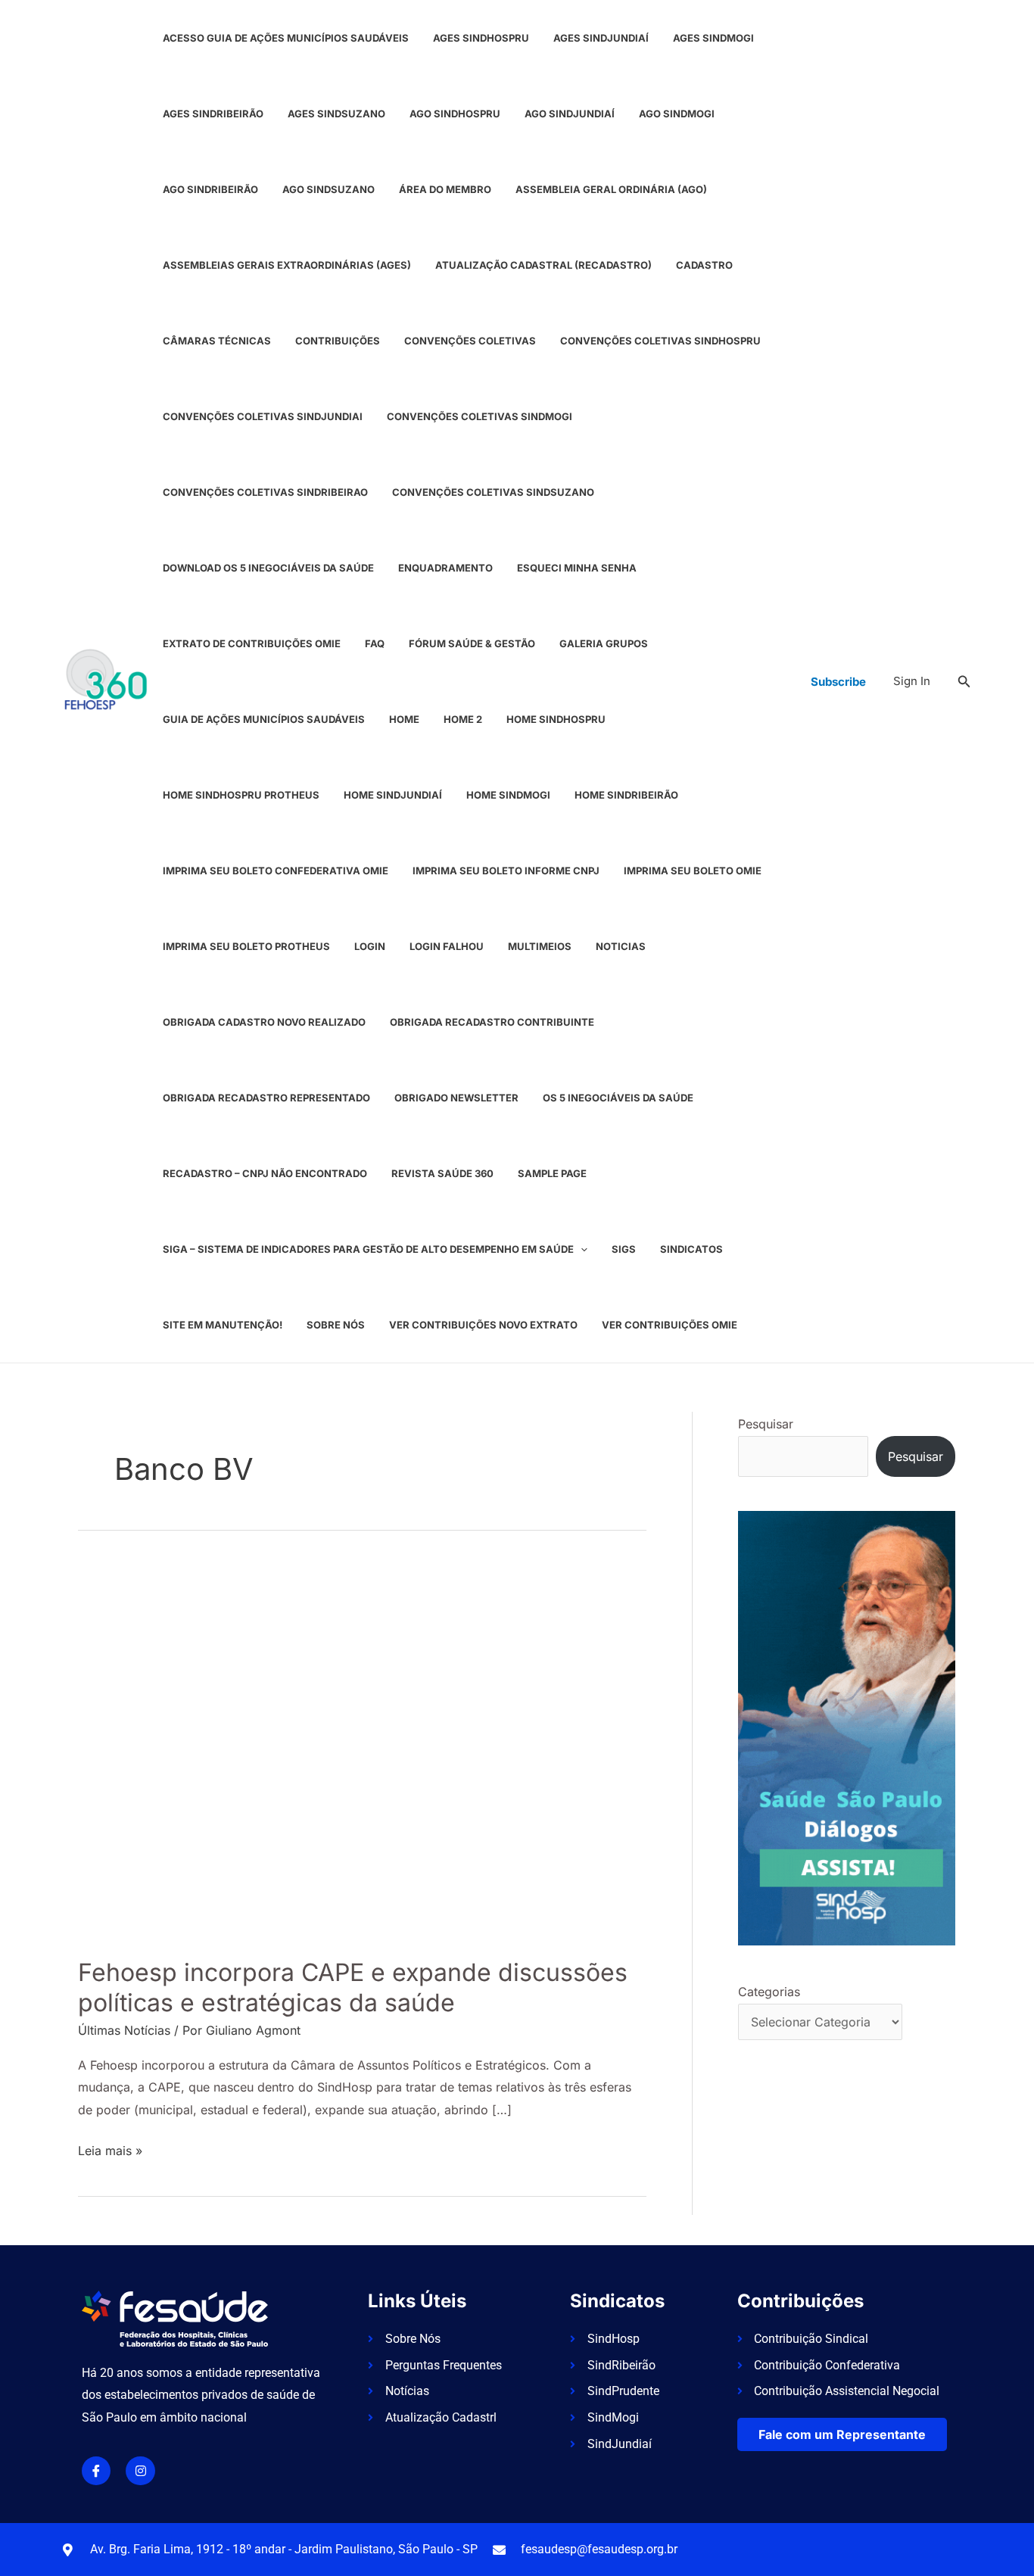 ACESSO GUIA DE AÇÕES MUNICÍPIOS SAUDÁVEIS AGES SINDHOSPRU AGES SINDJUNDIAÍ AGES SINDMOGI
AGES SINDRIBEIRÃO AGES SINDSUZANO AGO SINDHOSPRU AGO SINDJUNDIAÍ AGO SINDMOGI
AGO SINDRIBEIRÃO AGO SINDSUZANO ÁREA DO MEMBRO ASSEMBLEIA GERAL ORDINÁRIA (AGO)
ASSEMBLEIAS GERAIS EXTRAORDINÁRIAS (AGES) ATUALIZAÇÃO CADASTRAL (RECADASTRO) CADASTRO
CÂMARAS TÉCNICAS CONTRIBUIÇÕES CONVENÇÕES COLETIVAS CONVENÇÕES COLETIVAS SINDHOSPRU
CONVENÇÕES COLETIVAS SINDJUNDIAI CONVENÇÕES COLETIVAS SINDMOGI
CONVENÇÕES COLETIVAS SINDRIBEIRAO CONVENÇÕES COLETIVAS SINDSUZANO
DOWNLOAD OS 5 INEGOCIÁVEIS DA SAÚDE ENQUADRAMENTO ESQUECI MINHA SENHA
EXTRATO DE CONTRIBUIÇÕES OMIE FAQ FÓRUM SAÚDE & GESTÃO GALERIA GRUPOS
360
FEHOESP
Subscribe Sign In
GUIA DE AÇÕES MUNICÍPIOS SAUDÁVEIS HOME HOME 2 HOME SINDHOSPRU
HOME SINDHOSPRU PROTHEUS HOME SINDJUNDIAÍ HOME SINDMOGI HOME SINDRIBEIRÃO
IMPRIMA SEU BOLETO CONFEDERATIVA OMIE IMPRIMA SEU BOLETO INFORME CNPJ IMPRIMA SEU BOLETO OMIE
IMPRIMA SEU BOLETO PROTHEUS LOGIN LOGIN FALHOU MULTIMEIOS NOTICIAS
OBRIGADA CADASTRO NOVO REALIZADO OBRIGADA RECADASTRO CONTRIBUINTE
OBRIGADA RECADASTRO REPRESENTADO OBRIGADO NEWSLETTER OS 5 INEGOCIÁVEIS DA SAÚDE
RECADASTRO – CNPJ NÃO ENCONTRADO REVISTA SAÚDE 360 SAMPLE PAGE
SIGA – SISTEMA DE INDICADORES PARA GESTÃO DE ALTO DESEMPENHO EM SAÚDE SIGS SINDICATOS
SITE EM MANUTENÇÃO! SOBRE NÓS VER CONTRIBUIÇÕES NOVO EXTRATO VER CONTRIBUIÇÕES OMIE
Banco BV
Fehoesp incorpora CAPE e expande discussões
políticas e estratégicas da saúde
Últimas Notícias / Por Giuliano Agmont
A Fehoesp incorporou a estrutura da Câmara de Assuntos Políticos e Estratégicos. Com a
mudança, a CAPE, que nasceu dentro do SindHosp para tratar de temas relativos às três esferas
de poder (municipal, estadual e federal), expande sua atuação, abrindo […]
Leia mais »
Pesquisar
Pesquisar
Saúde São Paulo
Diálogos
ASSISTA!
sindhosp
Categorias
Selecionar Categoria
fesaúde
Federação dos Hospitais, Clínicas
e Laboratórios do Estado de São Paulo
Há 20 anos somos a entidade representativa
dos estabelecimentos privados de saúde de
São Paulo em âmbito nacional
Links Úteis
Sobre Nós
Perguntas Frequentes
Notícias
Atualização Cadastrl
Sindicatos
SindHosp
SindRibeirão
SindPrudente
SindMogi
SindJundiaí
Contribuições
Contribuição Sindical
Contribuição Confederativa
Contribuição Assistencial Negocial
Fale com um Representante
Av. Brg. Faria Lima, 1912 - 18º andar - Jardim Paulistano, São Paulo - SP fesaudesp@fesaudesp.org.br